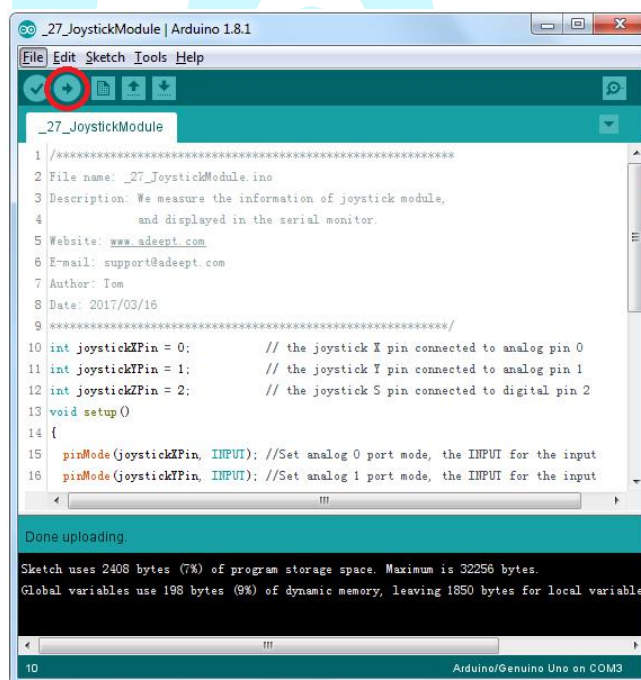 _27_JoystickModule | Arduino 1.8.1
File Edit Sketch Tools Help
_27_JoystickModule
1 /***********************************************************
2 File name: _27_JoystickModule.ino
3 Description: We measure the information of joystick module,
4 and displayed in the serial monitor.
5 Website: www.adeept.com
6 E-mail: support@adeept.com
7 Author: Tom
8 Date: 2017/03/16
9 ***********************************************************/
10 int joystickXPin = 0; // the joystick X pin connected to analog pin 0
11 int joystickYPin = 1; // the joystick Y pin connected to analog pin 1
12 int joystickZPin = 2; // the joystick S pin connected to digital pin 2
13 void setup()
14 {
15 pinMode(joystickXPin, INPUT); //Set analog 0 port mode, the INPUT for the input
16 pinMode(joystickYPin, INPUT); //Set analog 1 port mode, the INPUT for the input
Done uploading.
Sketch uses 2408 bytes (7%) of program storage space. Maximum is 32256 bytes.
Global variables use 198 bytes (9%) of dynamic memory, leaving 1850 bytes for local variable
10 Arduino/Genuino Uno on COM3